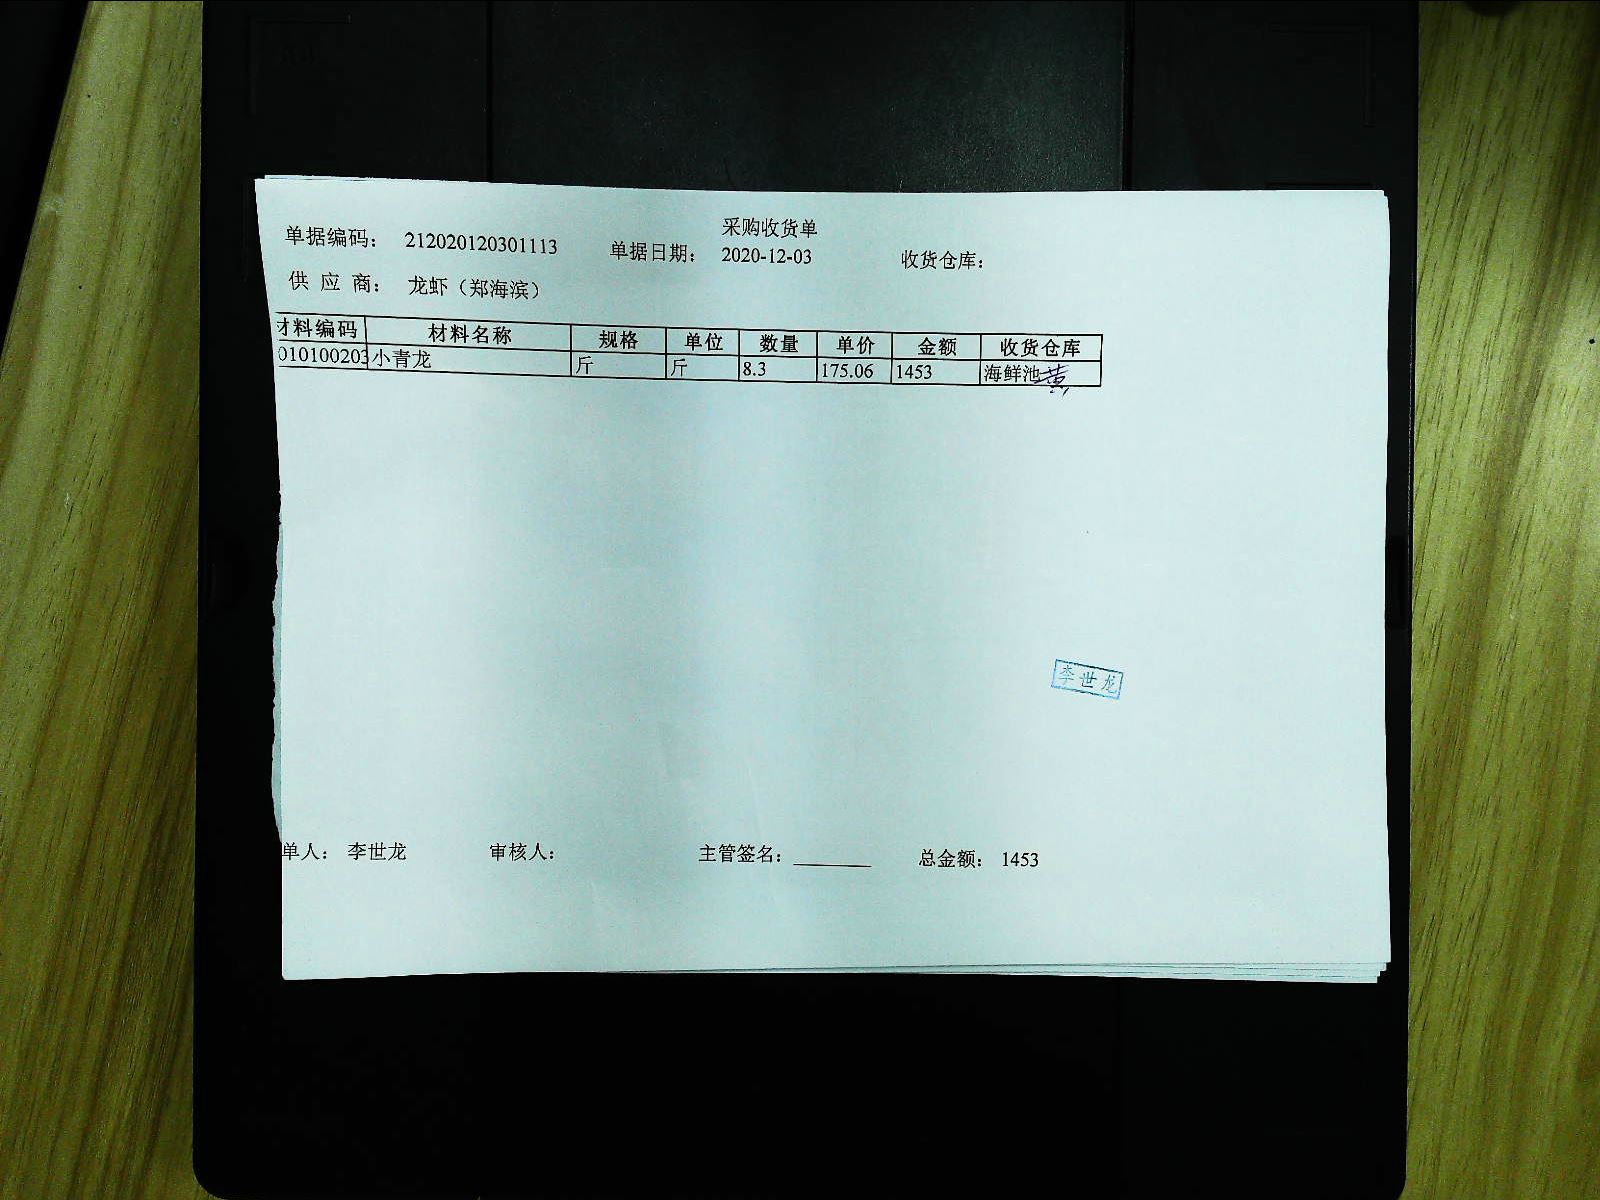 采购收货单
单据编码： 212020120301113 单据日期： 2020-12-03 收货仓库：
供 应 商： 龙虾（郑海滨）
材料编码 材料名称 规格 单位 数量 单价 金额 收货仓库
010100203 小青龙 斤 斤 8.3 175.06 1453 海鲜池 黄
李世龙
单人： 李世龙 审核人： 主管签名： 总金额： 1453